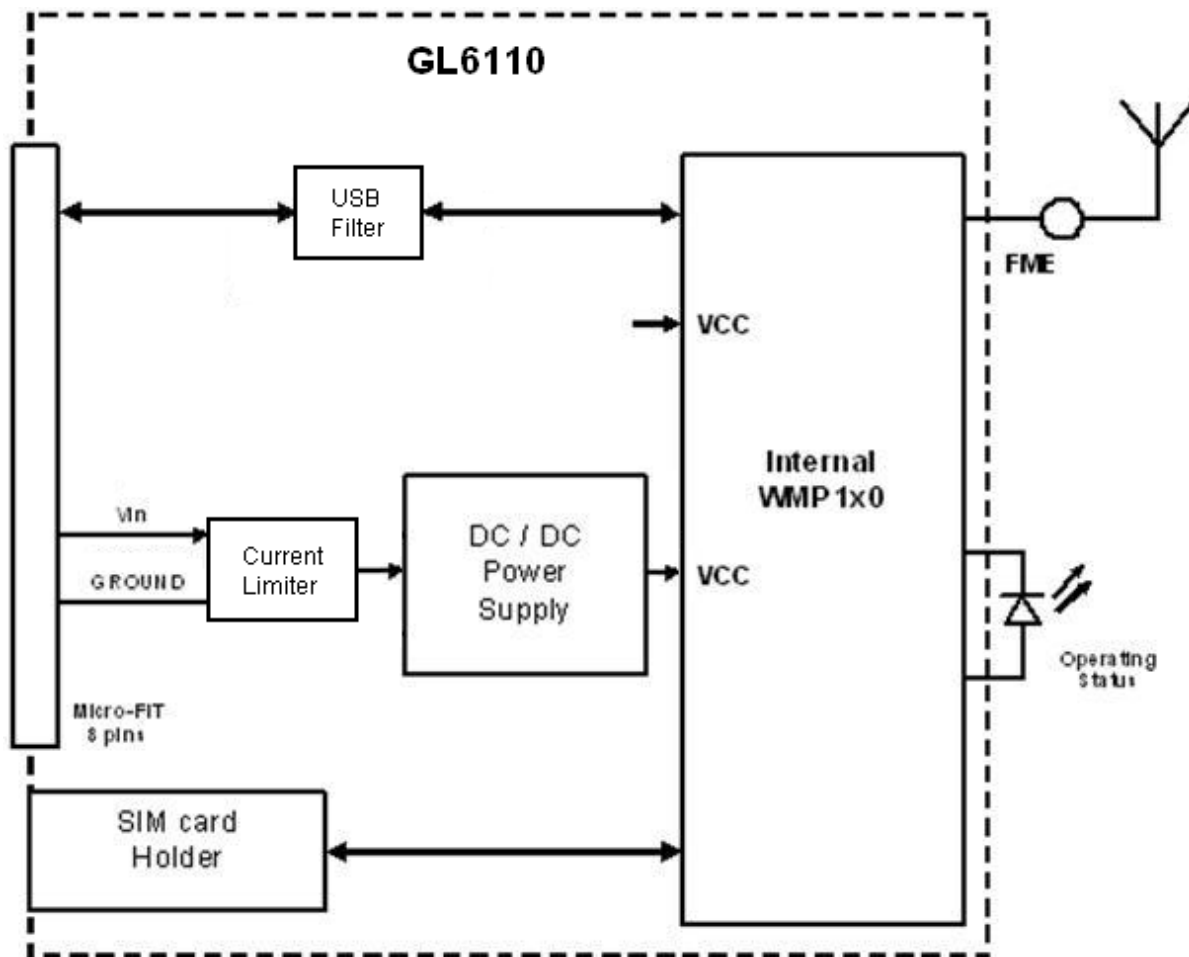 GL6110
USB
Filter
FME
VCC
Internal
WMP1x0
Vin
GROUND
Current
Limiter
DC / DC
Power
Supply
VCC
Operating
Status
Micro-FIT
8 pins
SIM card
Holder